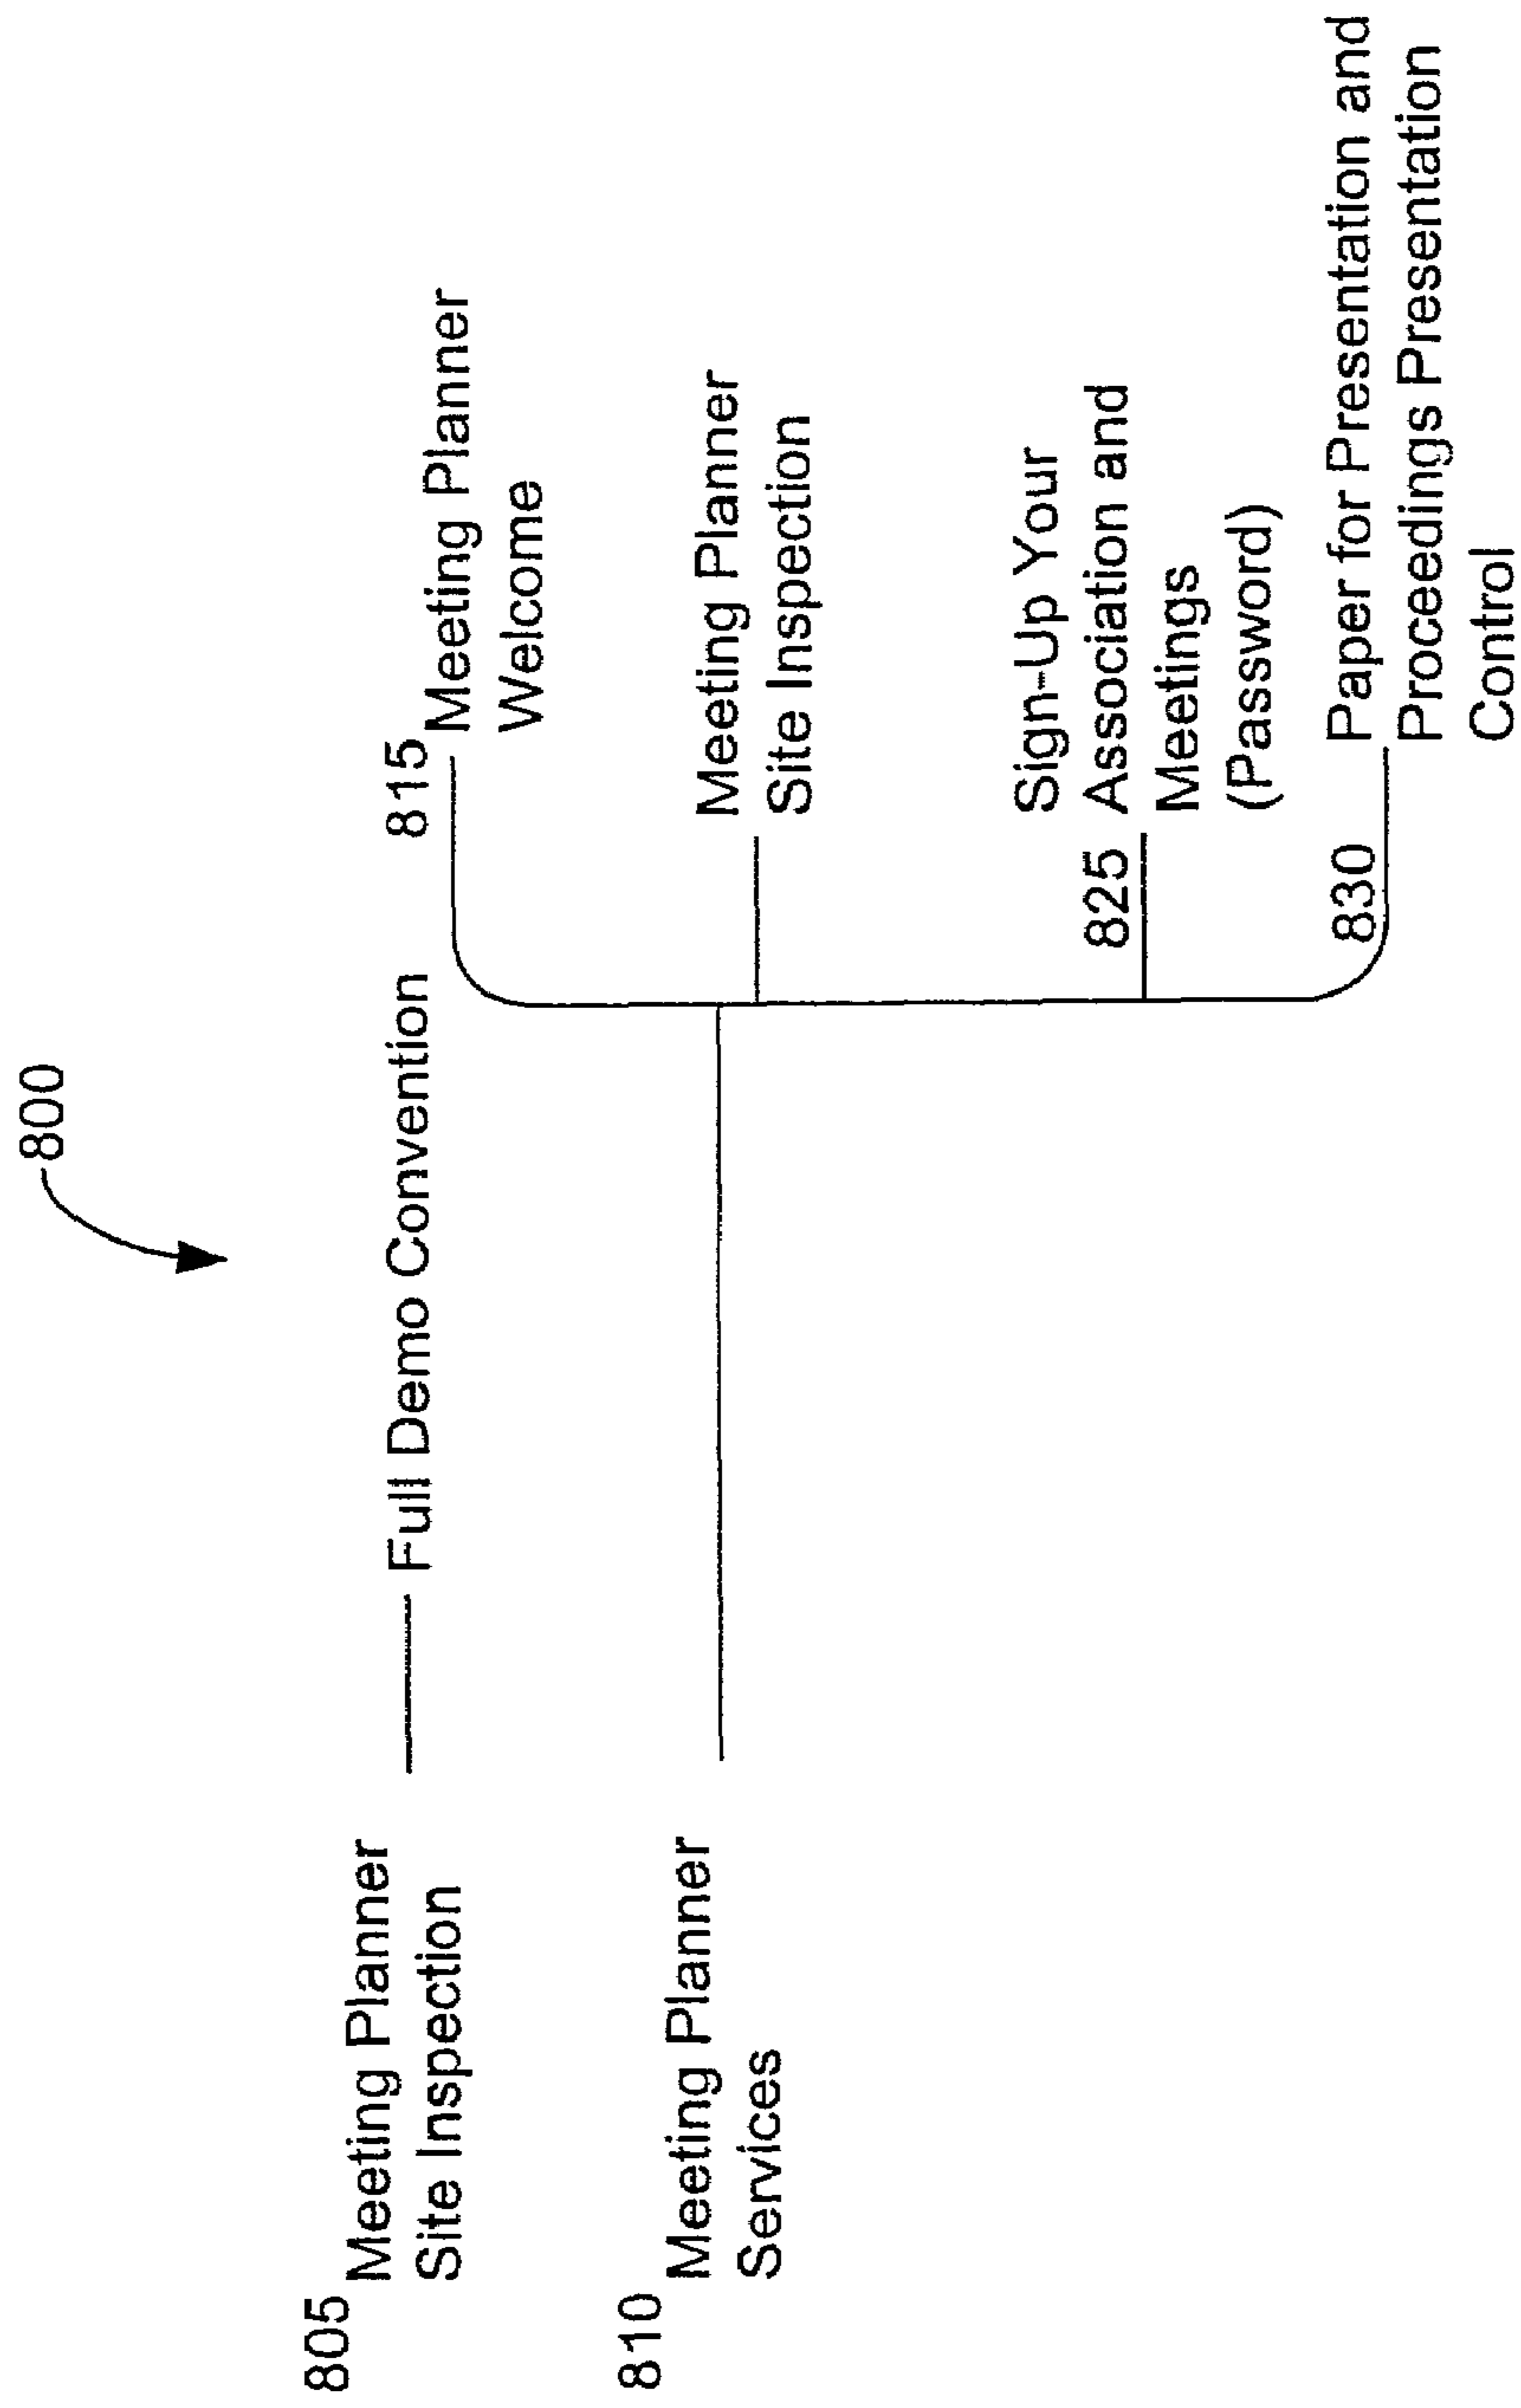 800
805
Meeting Planner
Site Inspection
Full Demo Convention
810
Meeting Planner
Services
815
Meeting Planner
Welcome
Meeting Planner
Site Inspection
825
Sign-Up Your
Association and
Meetings
(Password)
830
Paper for Presentation and
Proceedings Presentation
Control